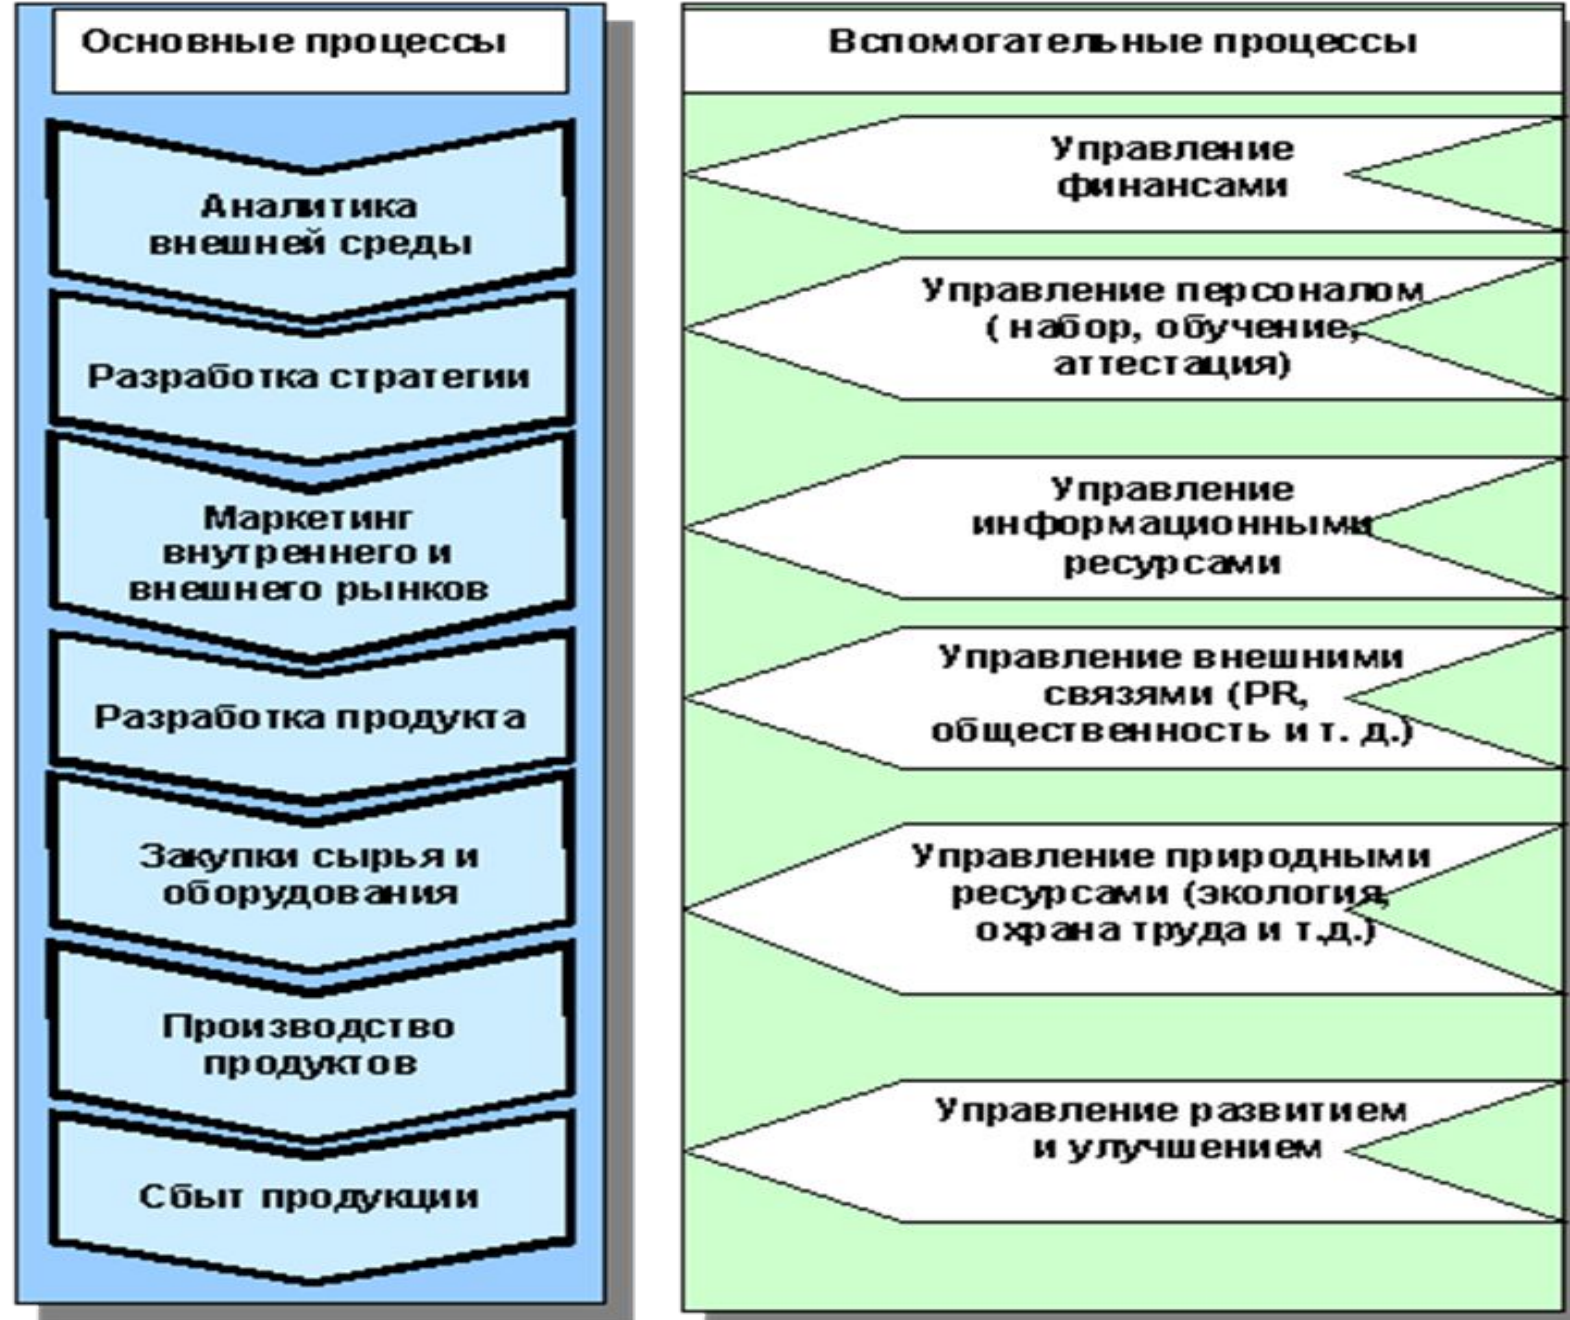 Основные процессы
Аналитика
внешней среды
Разработка стратегии
Маркетинг
внутреннего и
внешнего рынков
Разработка продукта
Закупки сырья и
оборудования
Производство
продуктов
Сбыт продукции
Вспомогательные процессы
Управление
финансами
Управление персоналом
( набор, обучение,
аттестация)
Управление
информационными
ресурсами
Управление внешними
связями (PR,
общественность и т. д.)
Управление природными
ресурсами (экология,
охрана труда и т.д.)
Управление развитием
и улучшением